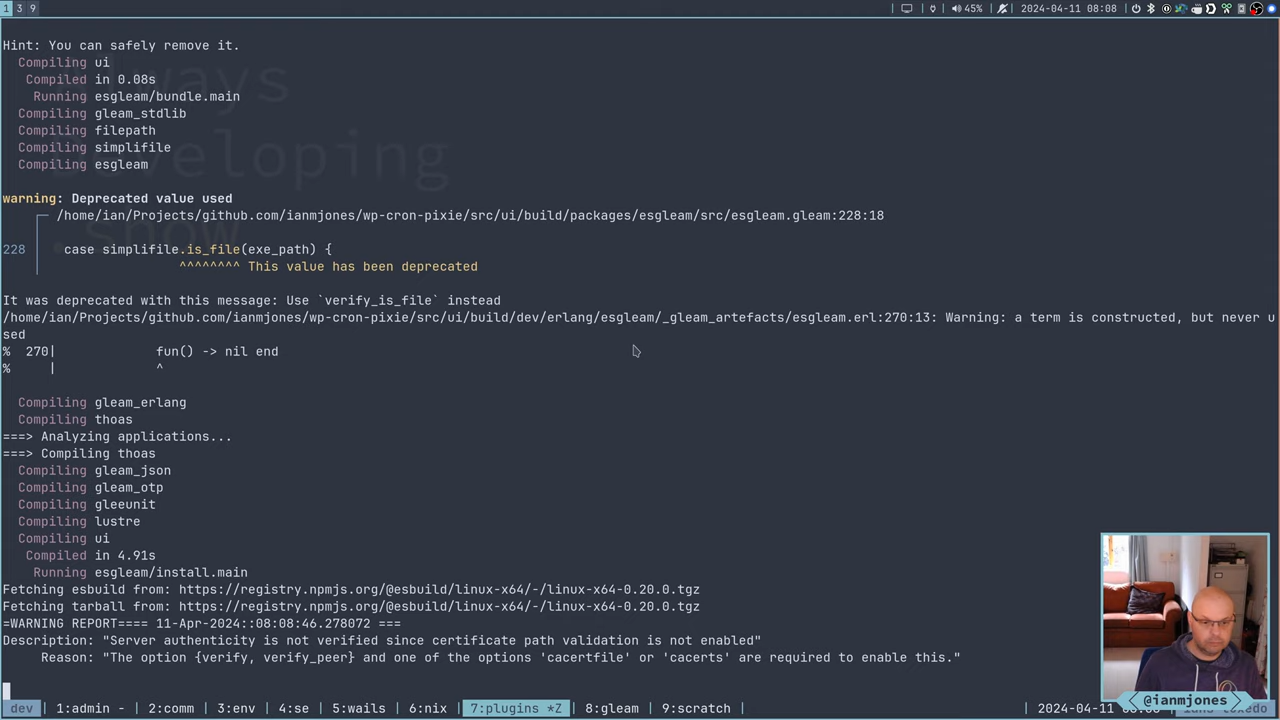 1 3 9
45% 2024-04-11 08:08
Hint: You can safely remove it.
Compiling ui
Compiled in 0.08s
Running esgleam/bundle.main
Compiling gleam_stdlib
Compiling filepath
Compiling simplifile
Compiling esgleam
Always
Developing
Show
warning: Deprecated value used
/home/ian/Projects/github.com/ianmjones/wp-cron-pixie/src/ui/build/packages/esgleam/src/esgleam.gleam:228:18
228 case simplifile.is_file(exe_path) {
^^^^^^^^ This value has been deprecated
It was deprecated with this message: Use `verify_is_file` instead
/home/ian/Projects/github.com/ianmjones/wp-cron-pixie/src/ui/build/dev/erlang/esgleam/_gleam_artefacts/esgleam.erl:270:13: Warning: a term is constructed, but never u
sed
% 270| fun() -> nil end
% | ^
Compiling gleam_erlang
Compiling thoas
===> Analyzing applications...
===> Compiling thoas
Compiling gleam_json
Compiling gleam_otp
Compiling gleeunit
Compiling lustre
Compiling ui
Compiled in 4.91s
Running esgleam/install.main
Fetching esbuild from: https://registry.npmjs.org/@esbuild/linux-x64/-/linux-x64-0.20.0.tgz
Fetching tarball from: https://registry.npmjs.org/@esbuild/linux-x64/-/linux-x64-0.20.0.tgz
=WARNING REPORT==== 11-Apr-2024::08:08:46.278072 ===
Description: "Server authenticity is not verified since certificate path validation is not enabled"
Reason: "The option {verify, verify_peer} and one of the options 'cacertfile' or 'cacerts' are required to enable this."
dev | 1:admin - | 2:comm | 3:env | 4:se | 5:wails | 6:nix | 7:plugins *Z | 8:gleam | 9:scratch | 2024-04-11
@ianmjones